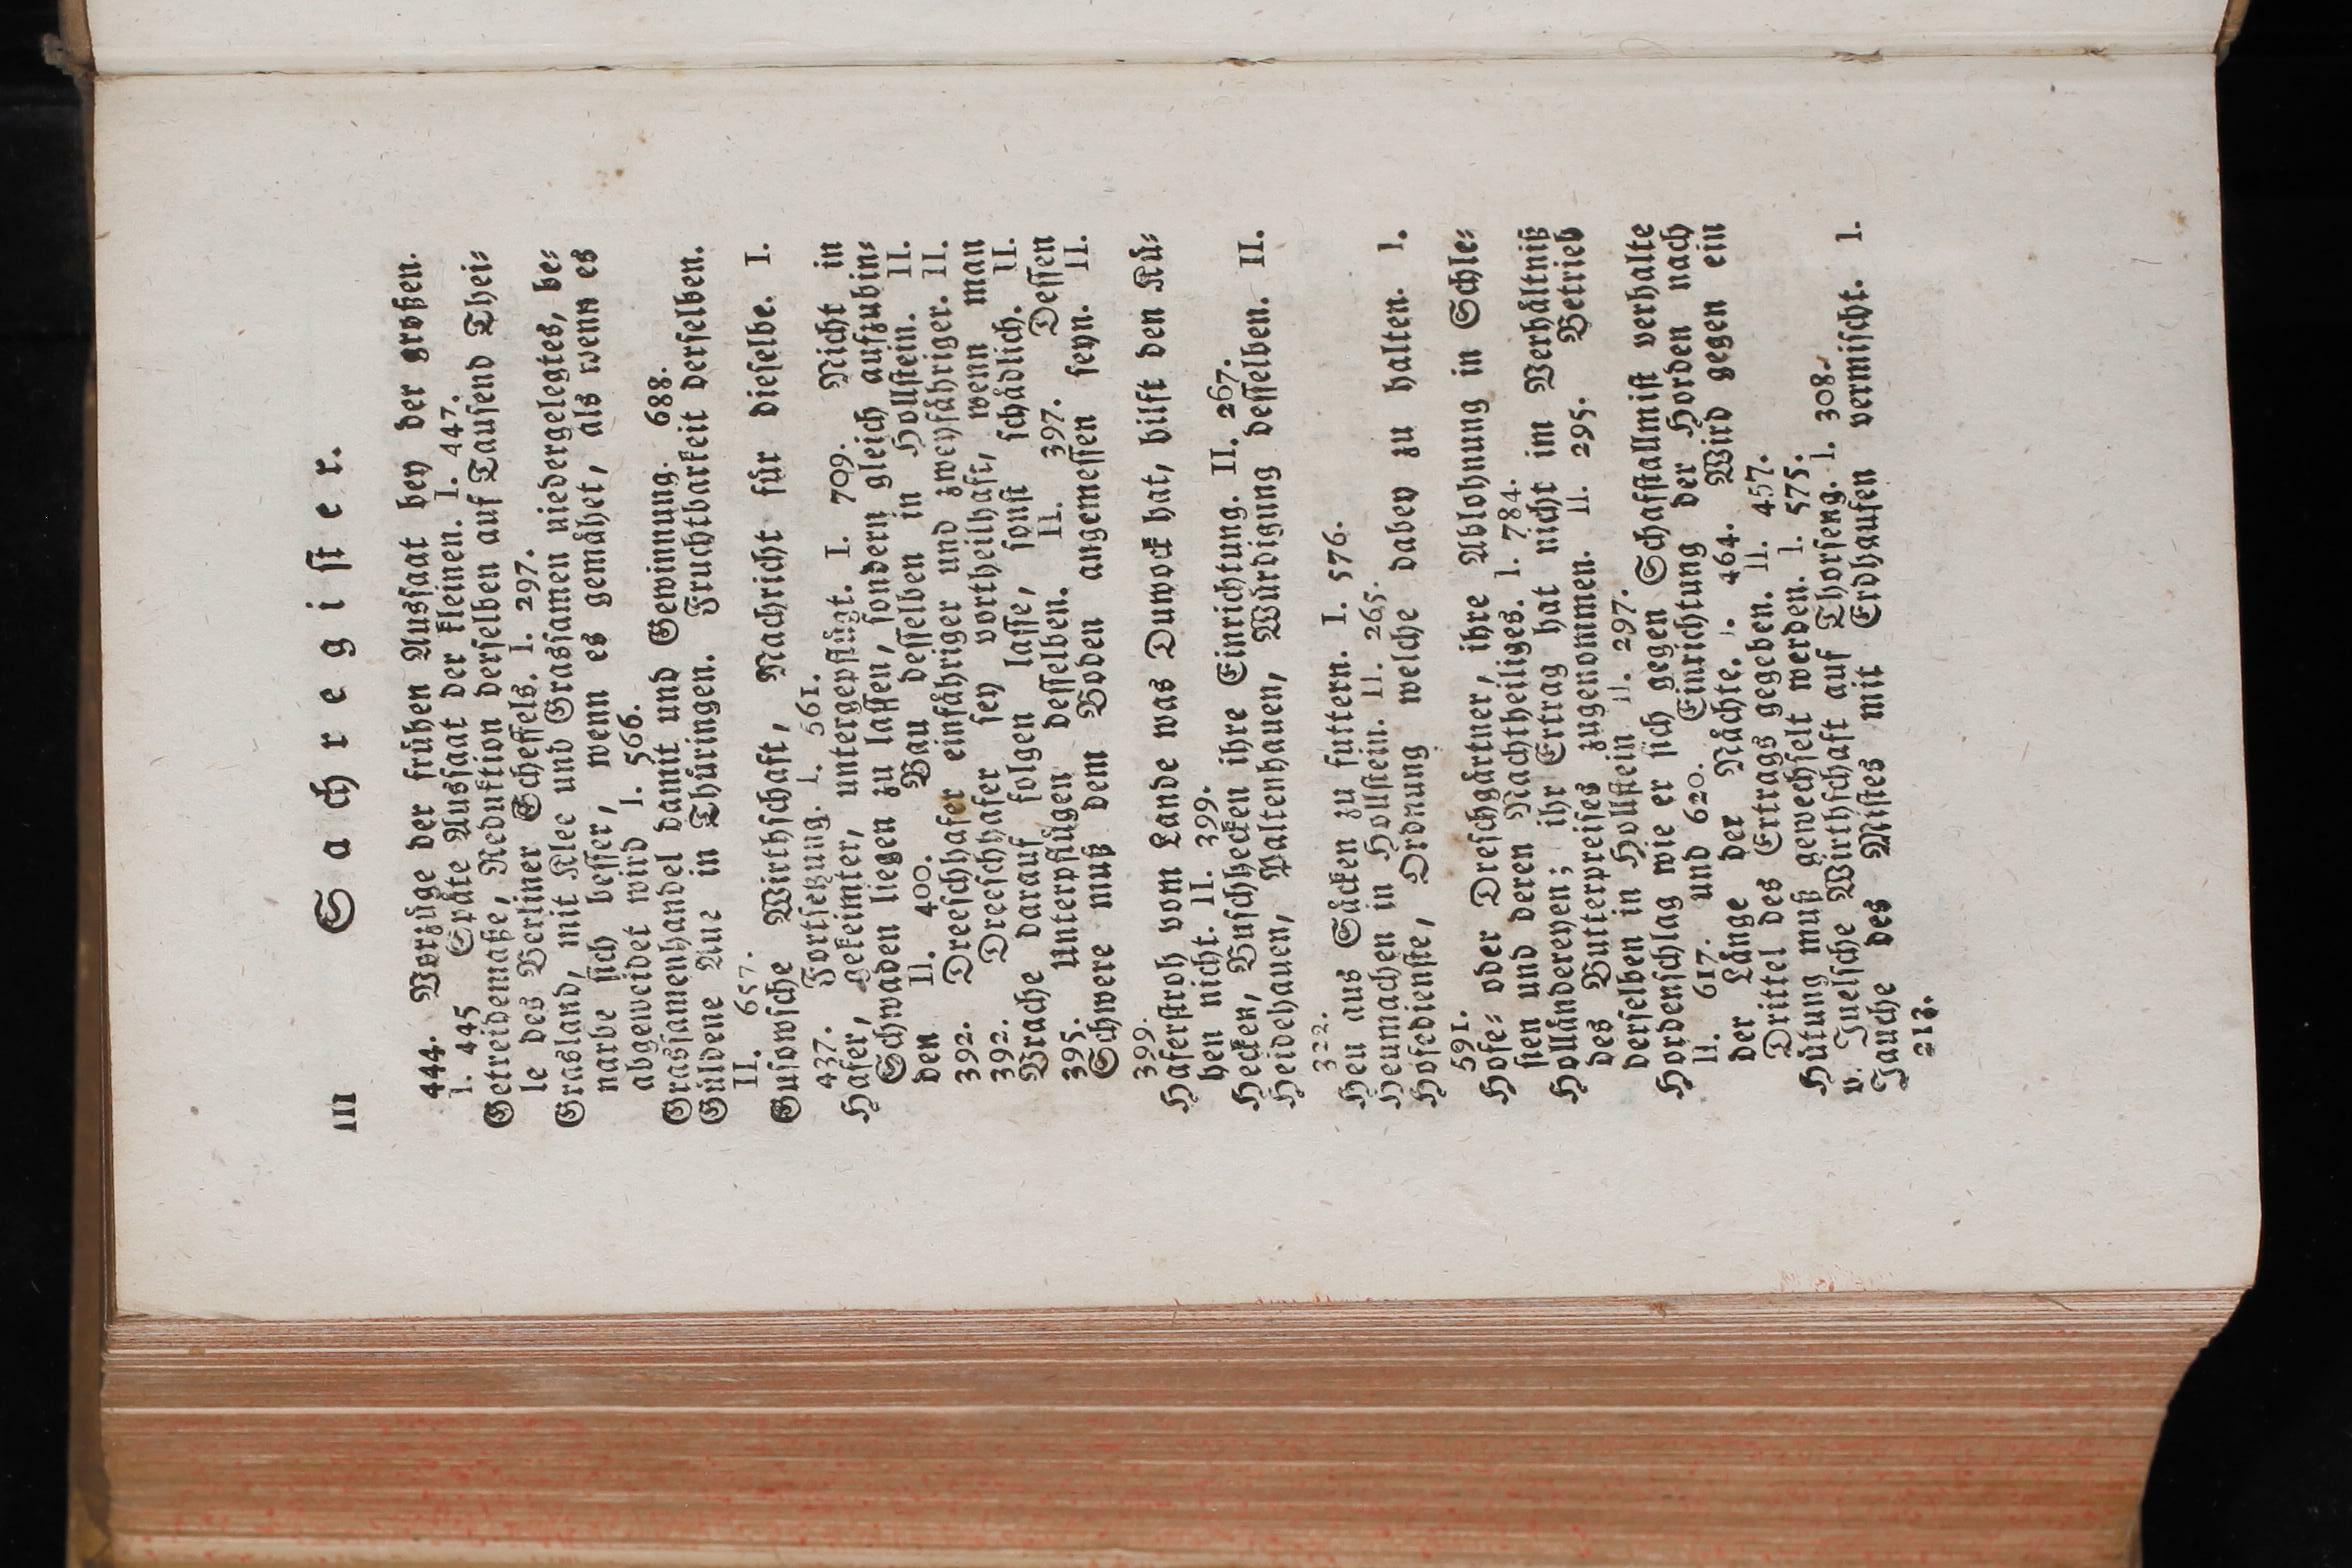 III Sachregister.
444. Vorzüge der frühen Aussaat bey der großen.
I. 445 Späte Aussaat der kleinen. I. 447.
Getreidemaße, Reduktion derselben auf Tausend Thei-
le des Berliner Scheffels. I. 297.
Grasland, mit Klee und Grassamen niedergelegtes, be-
narbe sich besser, wenn es gemähet, als wenn es
abgeweidet wird I. 566.
Grassamenhandel damit und Gewinnung. 688.
Güldene Aue in Thüringen. Fruchtbarkeit derselben.
II. 657.
Gusowsche Wirthschaft, Nachricht für dieselbe. I.
437. Fortsetzung. I. 561.
Hafer, gekeimter, untergepflügt. I. 709. Nicht in
Schwaden liegen zu lassen, sondern gleich aufzubin-
den II. 400. Bau desselben in Hollstein. II.
392. Dreeschhafer einfähriger und zweyfähriger. II.
392. Dreeschhafer sey vortheilhaft, wenn man
Brache darauf folgen lasse, sonst schädlich. II.
395. Unterpflügen desselben. II. 397. Dessen
Schwere muß dem Boden angemessen seyn. II.
399.
Haferstroh vom Lande was Duwock hat, hilft den Kü-
hen nicht. II. 399.
Hecken, Buschhecken ihre Einrichtung. II. 267.
Heidehauen, Paltenhauen, Würdigung desselben. II.
322.
Heu aus Säcken zu futtern. I. 576.
Heumachen in Hollstein. II. 265.
Hofedienste, Ordnung welche dabey zu halten. I.
591.
Hofe- oder Dreschgärtner, ihre Ablohnung in Schle-
sien und deren Nachtheiliges. I. 784.
Holländereyen; ihr Ertrag hat nicht im Verhältniß
des Butterpreises zugenommen. II. 295. Betrieb
derselben in Hollstein II. 297.
Hordenschlag wie er sich gegen Schafstallmist verhalte
II. 617. und 620. Einrichtung der Horden nach
der Länge der Nächte. I. 464. Wird gegen ein
Drittel des Ertrags gegeben. II. 457.
Hütung muß gewechselt werden. I. 575.
v. Juelsche Wirthschaft auf Thorseng. I. 308.
Jauche des Mistes mit Erdhaufen vermischt. I.
213.